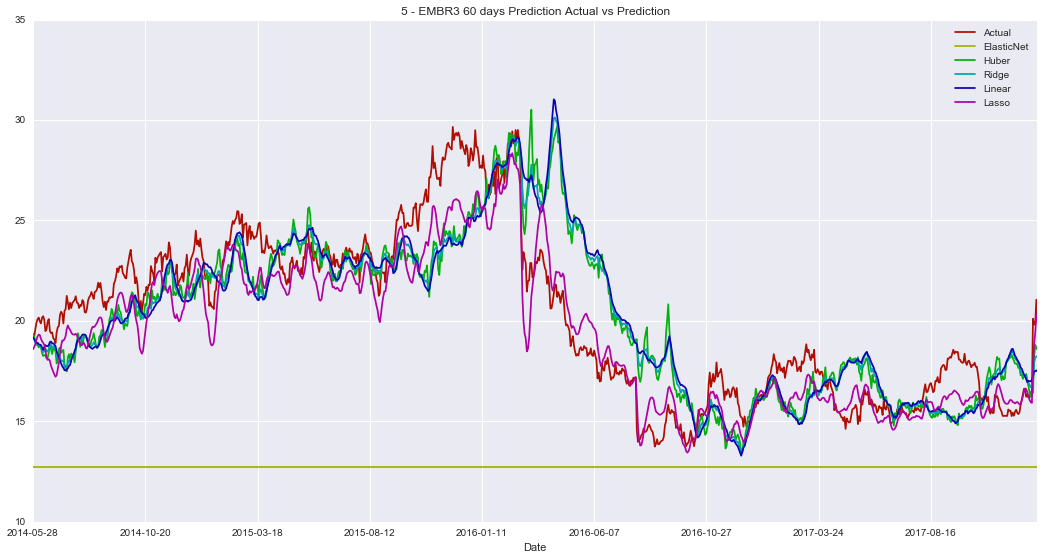 5 - EMBR3 60 days Prediction Actual vs Prediction
35
30
25
20
15
10
Actual
ElasticNet
Huber
Ridge
Linear
Lasso
2014-05-28
2014-10-20
2015-03-18
2015-08-12
2016-01-11
2016-06-07
2016-10-27
2017-03-24
2017-08-16
Date